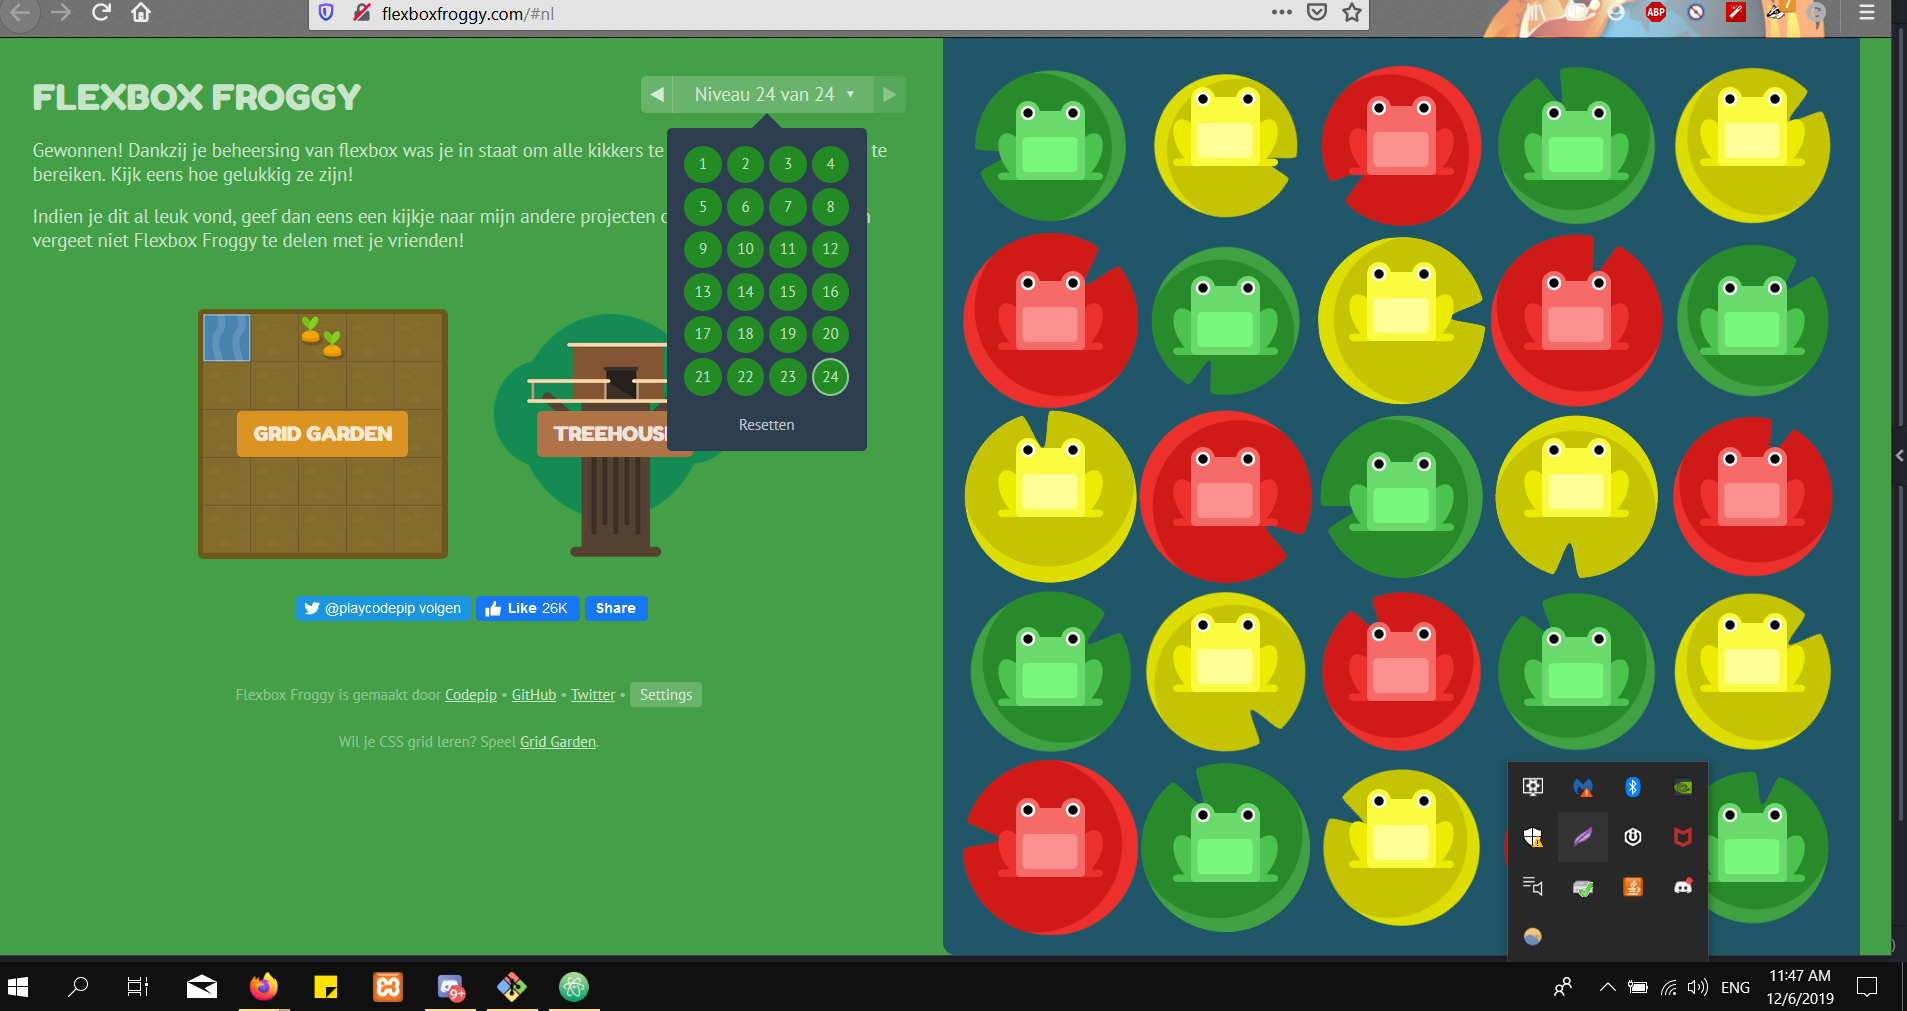 flexboxfroggy.com/#nl
ABP
7
FLEXBOX FROGGY
Niveau 24 van 24
Gewonnen! Dankzij je beheersing van flexbox was je in staat om alle kikkers te te
bereiken. Kijk eens hoe gelukkig ze zijn!
Indien je dit al leuk vond, geef dan eens een kijkje naar mijn andere projecten
vergeet niet Flexbox Froggy te delen met je vrienden!
1 2 3 4
5 6 7 8
9 10 11 12
13 14 15 16
17 18 19 20
21 22 23 24
Resetten
GRID GARDEN
TREEHOUS
@playcodepip volgen
Like 26K
Share
Flexbox Froggy is gemaakt door Codepip • GitHub • Twitter • Settings
Wil je CSS grid leren? Speel Grid Garden.
9+
ENG
11:47 AM
12/6/2019